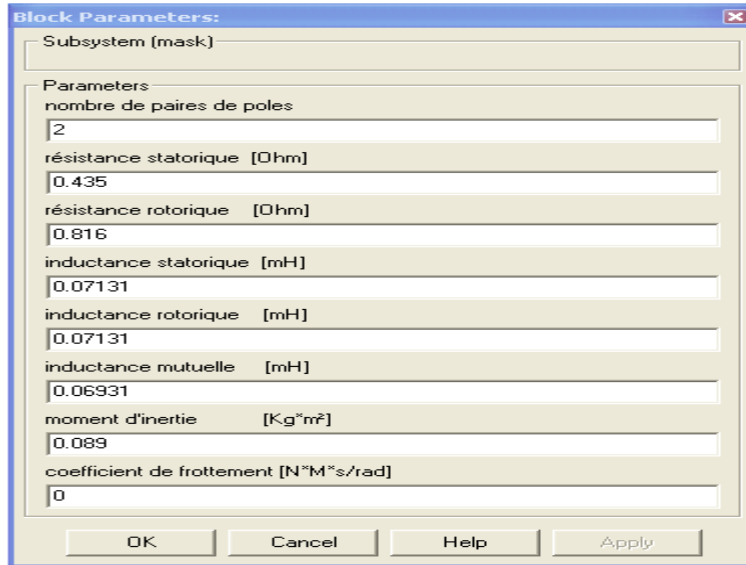 Block Parameters:
Subsystem (mask)
Parameters
nombre de paires de poles
2
résistance statorique [Ohm]
0.435
résistance rotorique [Ohm]
0.816
inductance statorique [mH]
0.07131
inductance rotorique [mH]
0.07131
inductance mutuelle [mH]
0.06931
moment d'inertie [Kg*m²]
0.089
coefficient de frottement [N*M*s/rad]
0
OK Cancel Help Apply